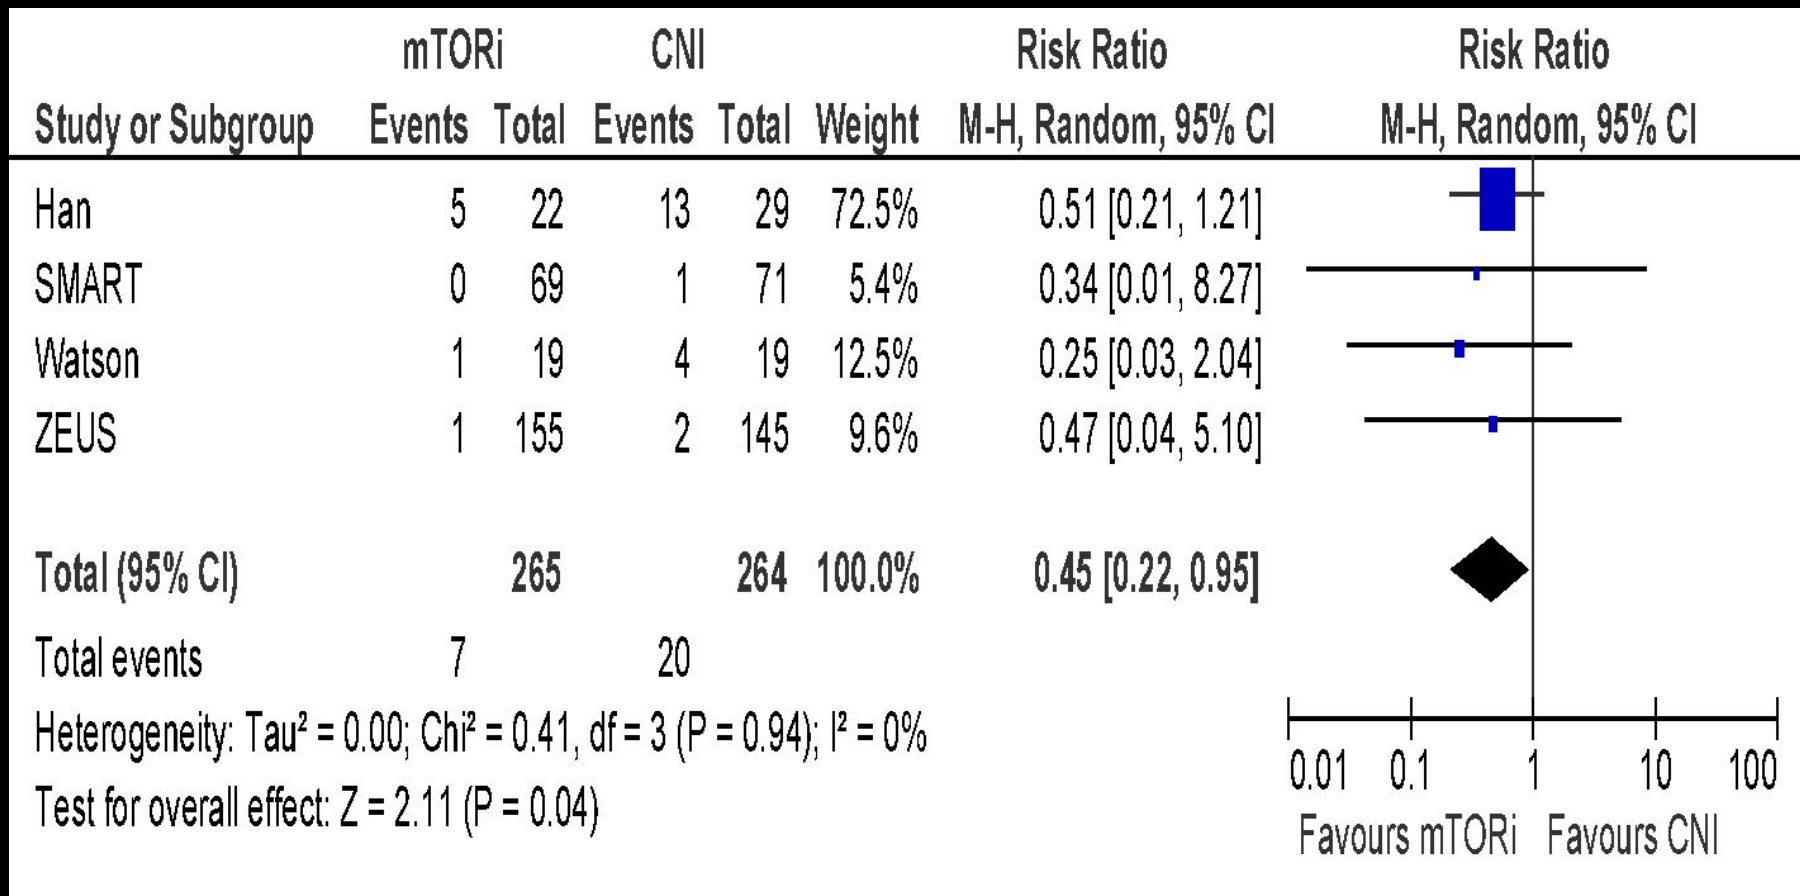 mTORi CNI Risk Ratio Risk Ratio
Study or Subgroup Events Total Events Total Weight M-H, Random, 95% CI M-H, Random, 95% CI
Han 5 22 13 29 72.5% 0.51 [0.21, 1.21]
SMART 0 69 1 71 5.4% 0.34 [0.01, 8.27]
Watson 1 19 4 19 12.5% 0.25 [0.03, 2.04]
ZEUS 1 155 2 145 9.6% 0.47 [0.04, 5.10]
Total (95% CI) 265 264 100.0% 0.45 [0.22, 0.95]
Total events 7 20
Heterogeneity: Tau² = 0.00; Chi² = 0.41, df = 3 (P = 0.94); I² = 0%
Test for overall effect: Z = 2.11 (P = 0.04)
0.01 0.1 1 10 100
Favours mTORi Favours CNI